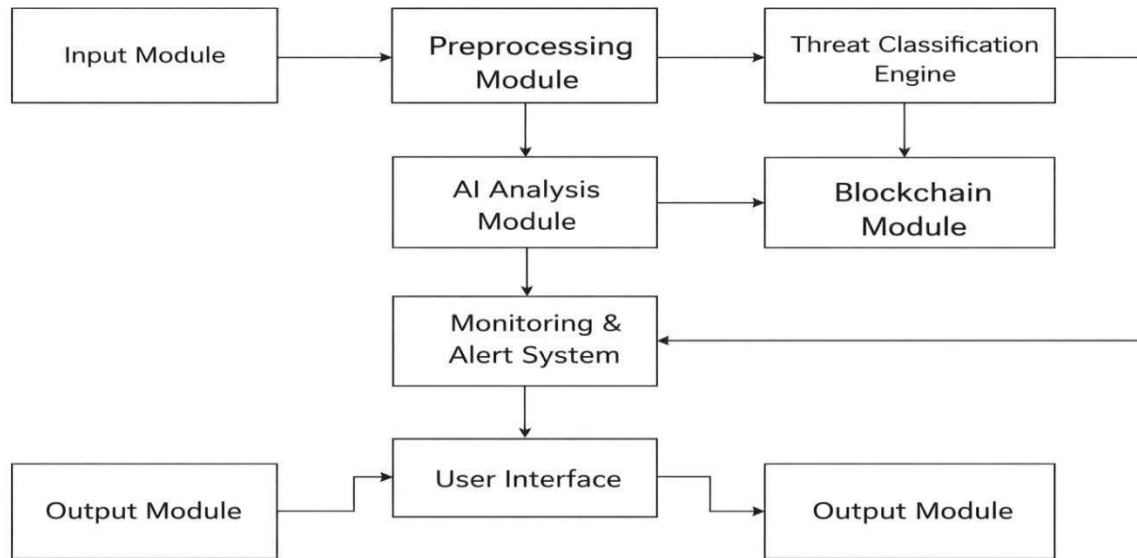 Input Module
Preprocessing
Module
Threat Classification
Engine
AI Analysis
Module
Blockchain
Module
Monitoring &
Alert System
User Interface
Output Module
Output Module